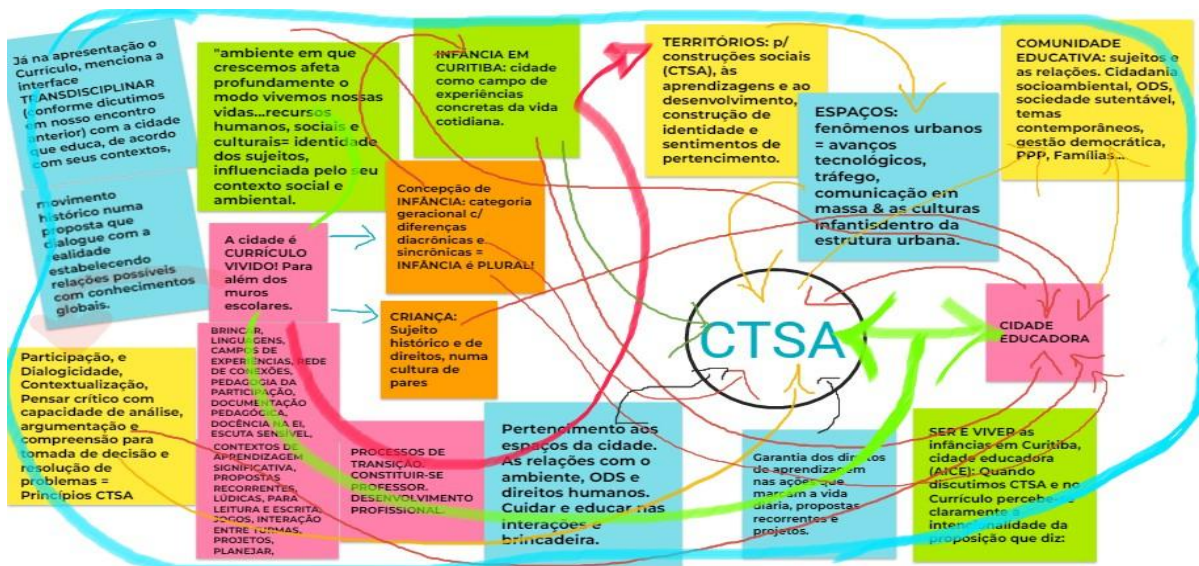 Já na apresentação o
Currículo, menciona a
interface
TRANSDISCIPLINAR
(conforme dicutimos
em nosso encontro
anterior) com a cidade
que educa, de acordo
com seus contextos,
movimento
histórico numa
proposta que
dialogue com a
ealidade
estabelecendo
relações possíveis
com conhecimentos
globais.
Participação, e
Dialogicidade,
Contextualização,
Pensar crítico com
capacidade de análise,
argumentação e
compreensão para
tomada de decisão e
resolução de
problemas =
Princípios CTSA
"ambiente em que
crescemos afeta
profundamente o
modo vivemos nossas
vidas...recursos
humanos, sociais e
culturais= identidade
dos sujeitos,
influenciada pelo seu
contexto social e
ambiental.
A cidade é
CURRÍCULO
VIVIDO! Para
além dos
muros
escolares.
BRINCAR,
LINGUAGENS,
CAMPOS DE
EXPERIÊNCIAS, REDE
DE CONEXÕES,
PEDAGOGIA DA
PARTICIPAÇÃO,
DOCUMENTAÇÃO
PEDAGÓGICA,
DOCÊNCIA NA EI,
ESCUTA SENSÍVEL,
CONTEXTOS DE
APRENDIZAGEM
SIGNIFICATIVA,
PROPOSTAS
RECORRENTES,
LÚDICAS, PARA
LEITURA E ESCRITA,
JOGOS, INTERAÇÃO
ENTRE TURMAS,
PROJETOS,
PLANEJAR,
PROCESSOS DE
TRANSIÇÃO.
CONSTITUIR-SE
PROFESSOR.
DESENVOLVIMENTO
PROFISSIONAL.
INFÂNCIA EM
CURITIBA: cidade
como campo de
experiências
concretas da vida
cotidiana.
Concepção de
INFÂNCIA: categoria
geracional c/
diferenças
diacrônicas e
sincrônicas =
INFÂNCIA é PLURAL!
CRIANÇA:
Sujeito
histórico e de
direitos, numa
cultura de
pares
Pertencimento aos
espaços da cidade.
As relações com o
ambiente, ODS e
direitos humanos.
Cuidar e educar nas
interações e
brincadeira.
TERRITÓRIOS: p/
construções sociais
(CTSA), às
aprendizagens e ao
desenvolvimento,
construção de
identidade e
sentimentos de
pertencimento.
ESPAÇOS:
fenômenos urbanos
= avanços
tecnológicos,
tráfego,
comunicação em
massa & as culturas
infantisdentro da
estrutura urbana.
COMUNIDADE
EDUCATIVA: sujeitos e
as relações. Cidadania
socioambiental, ODS,
sociedade sutentável,
temas
contemporâneos,
gestão democrática,
PPP, Famílias...
CTSA
CIDADE
EDUCADORA
Garantia dos direitos
de aprendizagem
nas ações que
marcam a vida
diária, propostas
recorrentes e
projetos.
SER E VIVER as
infâncias em Curitiba,
cidade educadora
(AICE): Quando
discutimos CTSA e no
Currículo percebe-se
claramente a
intencionalidade da
proposição que diz: